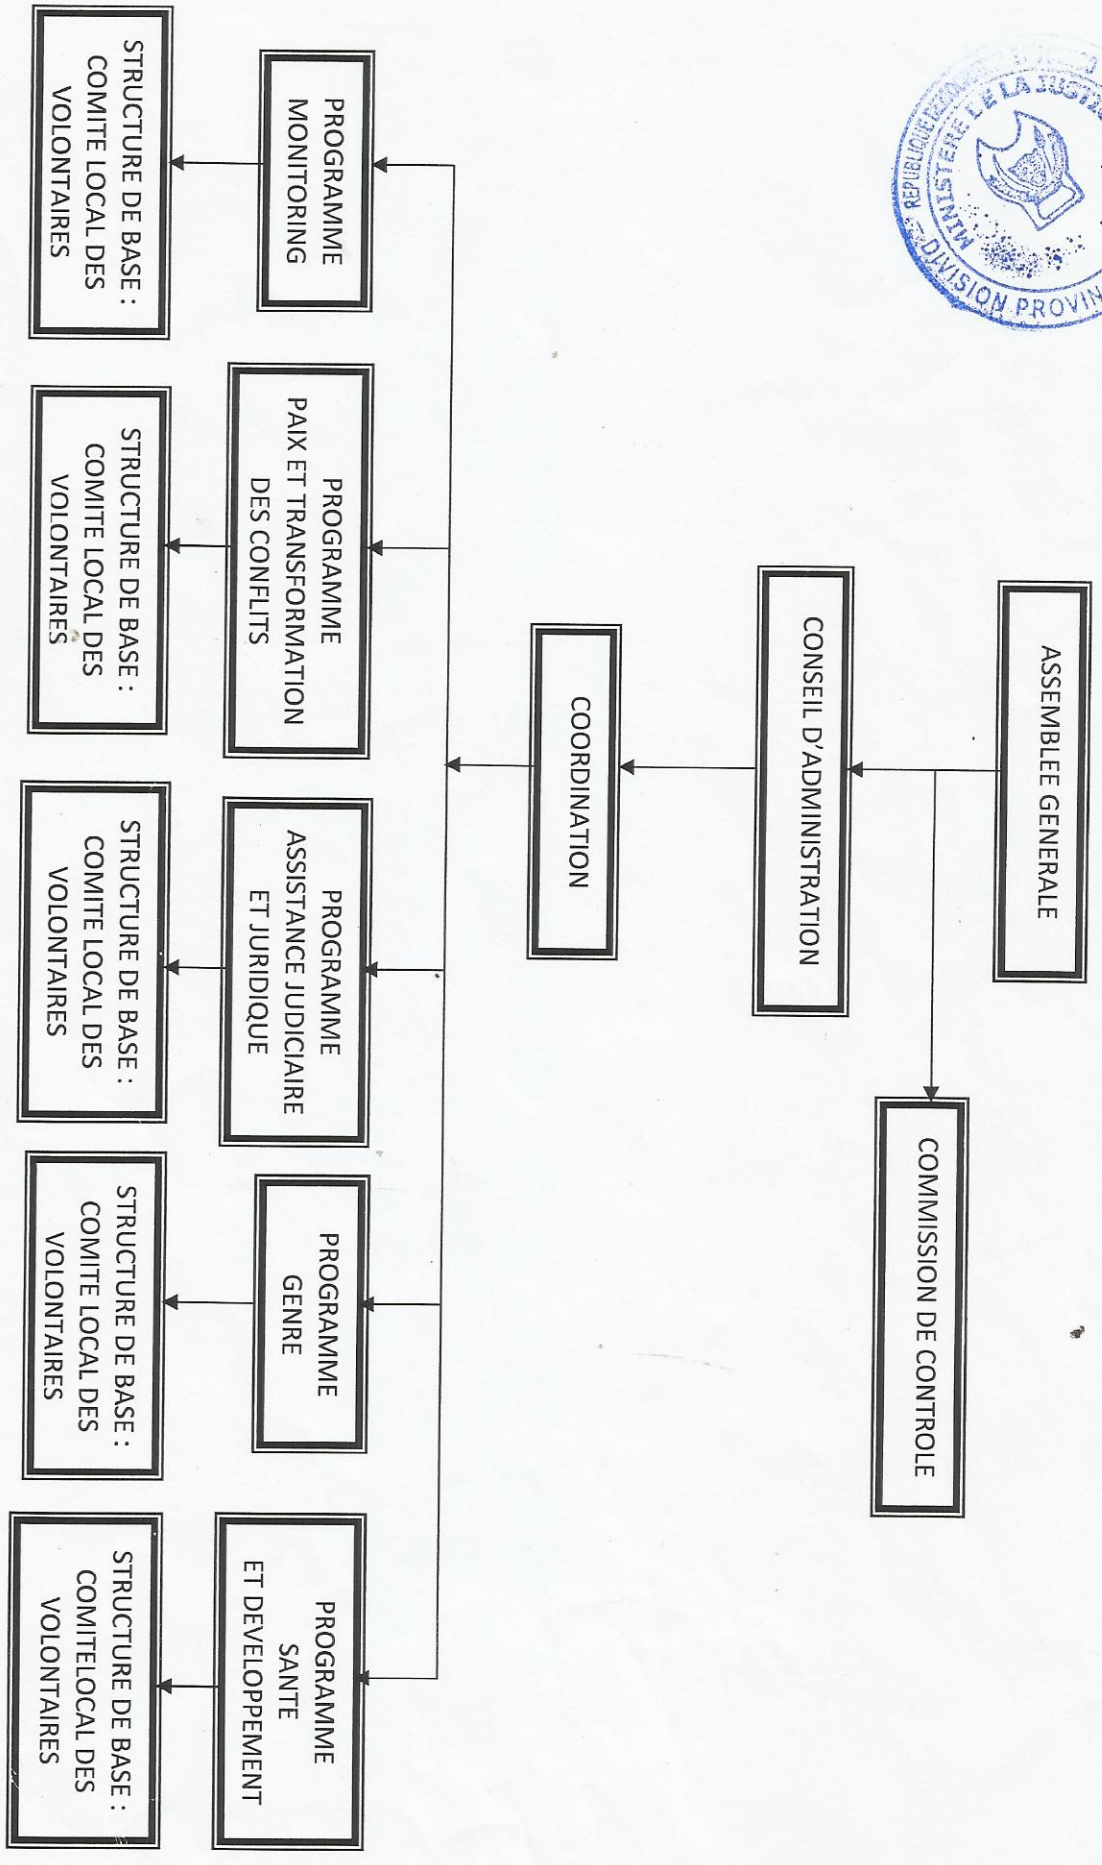 REPUBLIQUE
MINISTERE DE LA JUSTICE
DIVISION PROVIN
ASSEMBLEE GENERALE
COMMISSION DE CONTROLE
CONSEIL D'ADMINISTRATION
COORDINATION
PROGRAMME
MONITORING
PROGRAMME
PAIX ET TRANSFORMATION
DES CONFLITS
PROGRAMME
ASSISTANCE JUDICIAIRE
ET JURIDIQUE
PROGRAMME
GENRE
PROGRAMME
SANTE
ET DEVELOPPEMENT
STRUCTURE DE BASE :
COMITE LOCAL DES
VOLONTAIRES
STRUCTURE DE BASE :
COMITE LOCAL DES
VOLONTAIRES
STRUCTURE DE BASE :
COMITE LOCAL DES
VOLONTAIRES
STRUCTURE DE BASE :
COMITE LOCAL DES
VOLONTAIRES
STRUCTURE DE BASE :
COMITELOCAL DES
VOLONTAIRES